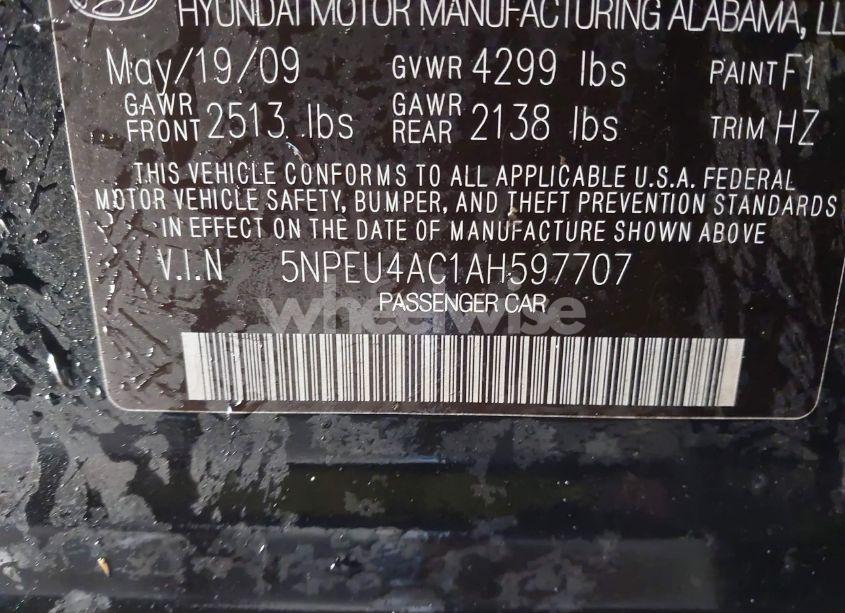 HYUNDAI MOTOR MANUFACTURING ALABAMA, LL
May/19/09 GVWR 4299 lbs PAINT F1
GAWR FRONT 2513 lbs GAWR REAR 2138 lbs TRIM HZ
THIS VEHICLE CONFORMS TO ALL APPLICABLE U.S.A. FEDERAL
MOTOR VEHICLE SAFETY, BUMPER, AND THEFT PREVENTION STANDARDS
IN EFFECT ON THE DATE OF MANUFACTURE SHOWN ABOVE
V.I.N 5NPEU4AC1AH597707
PASSENGER CAR
wheelwise